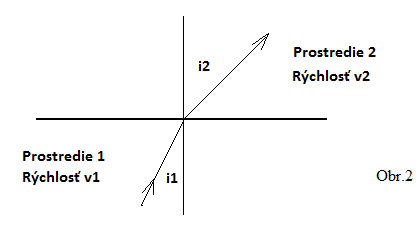 i2
Prostredie 2
Rýchlosť v2
Prostredie 1
Rýchlosť v1
i1
Obr.2